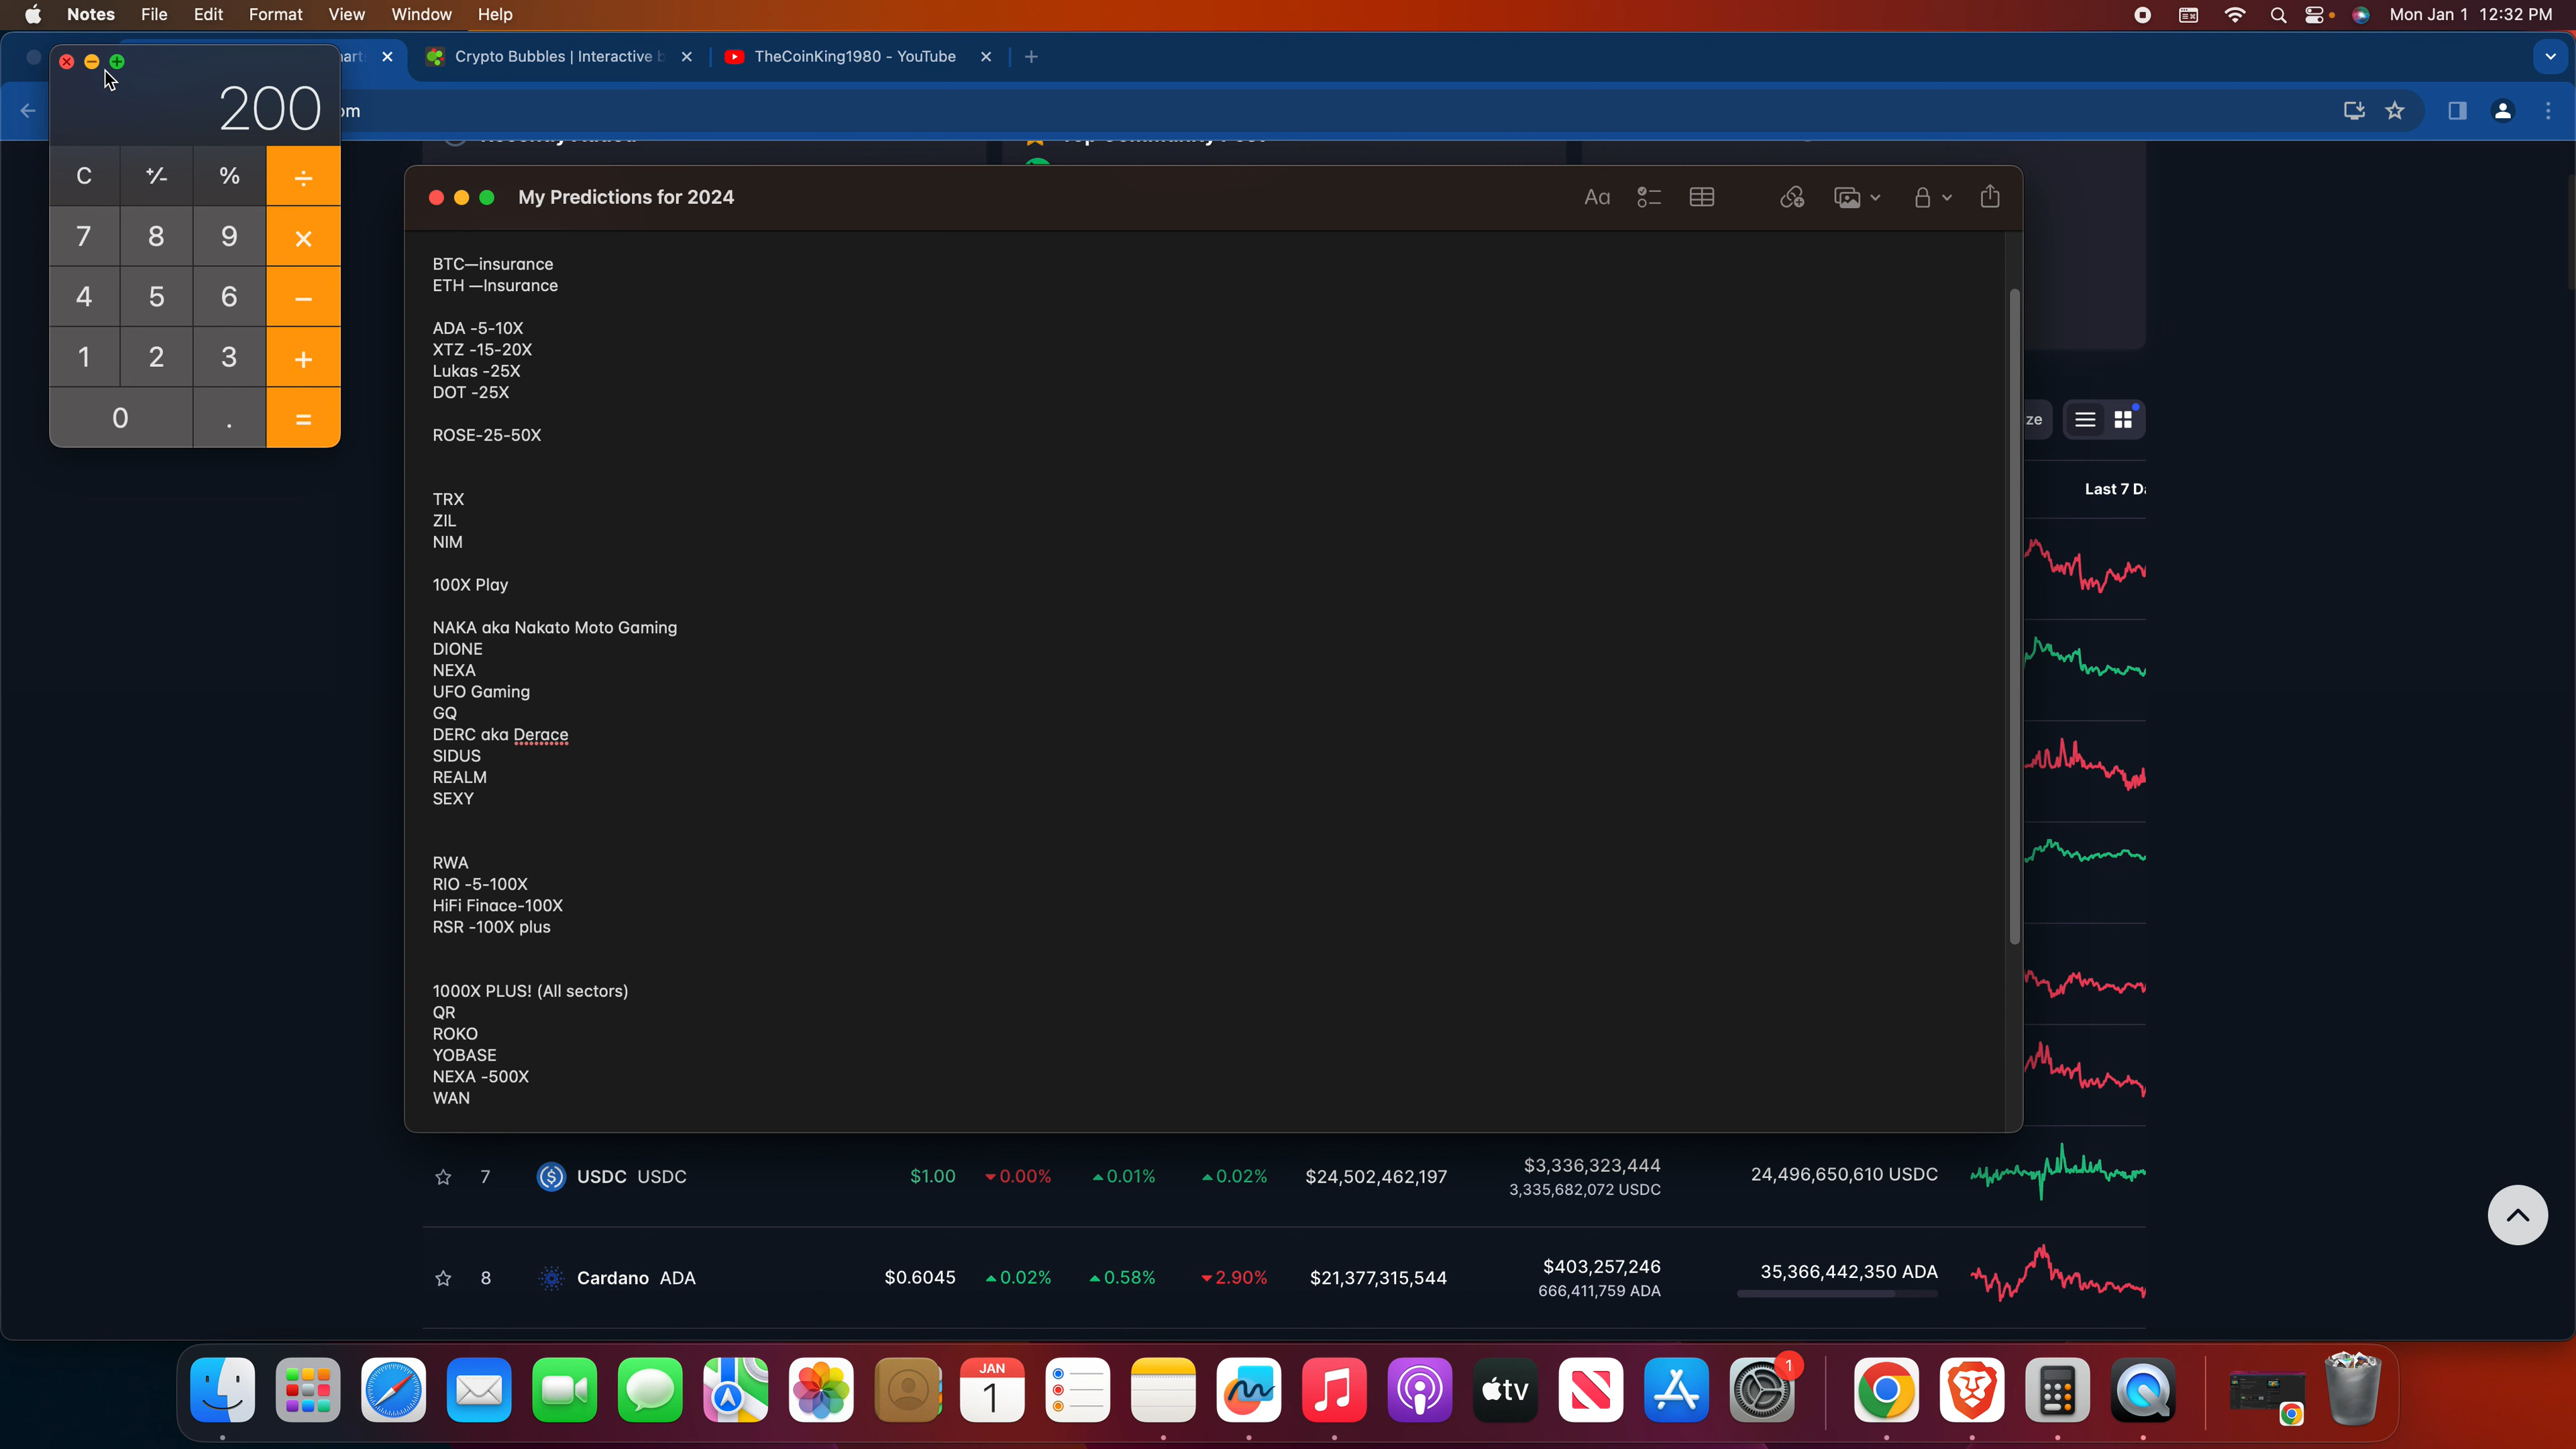 Notes File Edit Format View Window Help Mon Jan 1 12:32 PM
Crypto Bubbles | Interactive b TheCoinKing1980 - YouTube
om
200
C +/- % ÷
7 8 9 ×
4 5 6 −
1 2 3 +
0 . =
My Predictions for 2024
Aa
BTC—insurance
ETH —Insurance
ADA -5-10X
XTZ -15-20X
Lukas -25X
DOT -25X
ROSE-25-50X
TRX
ZIL
NIM
100X Play
NAKA aka Nakato Moto Gaming
DIONE
NEXA
UFO Gaming
GQ
DERC aka Derace
SIDUS
REALM
SEXY
RWA
RIO -5-100X
HiFi Finace-100X
RSR -100X plus
1000X PLUS! (All sectors)
QR
ROKO
YOBASE
NEXA -500X
WAN
ze
Last 7 Da
7 USDC USDC $1.00 0.00% 0.01% 0.02% $24,502,462,197 $3,336,323,444 24,496,650,610 USDC
3,335,682,072 USDC
8 Cardano ADA $0.6045 0.02% 0.58% 2.90% $21,377,315,544 $403,257,246 35,366,442,350 ADA
666,411,759 ADA
JAN
1
tv
1